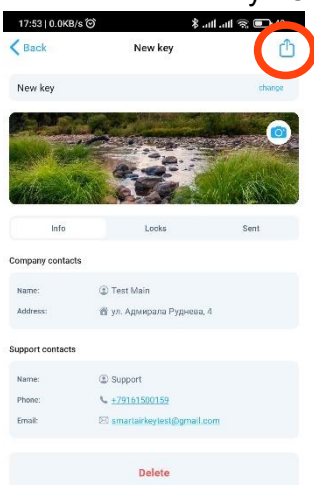 17:53 | 0.0KB/s
Back New key
New key change
Info Locks Sent
Company contacts
Name: Test Main
Address: ул. Адмирала Руднева, 4
Support contacts
Name: Support
Phone: +79161500159
Email: smartairkeytest@gmail.com
Delete